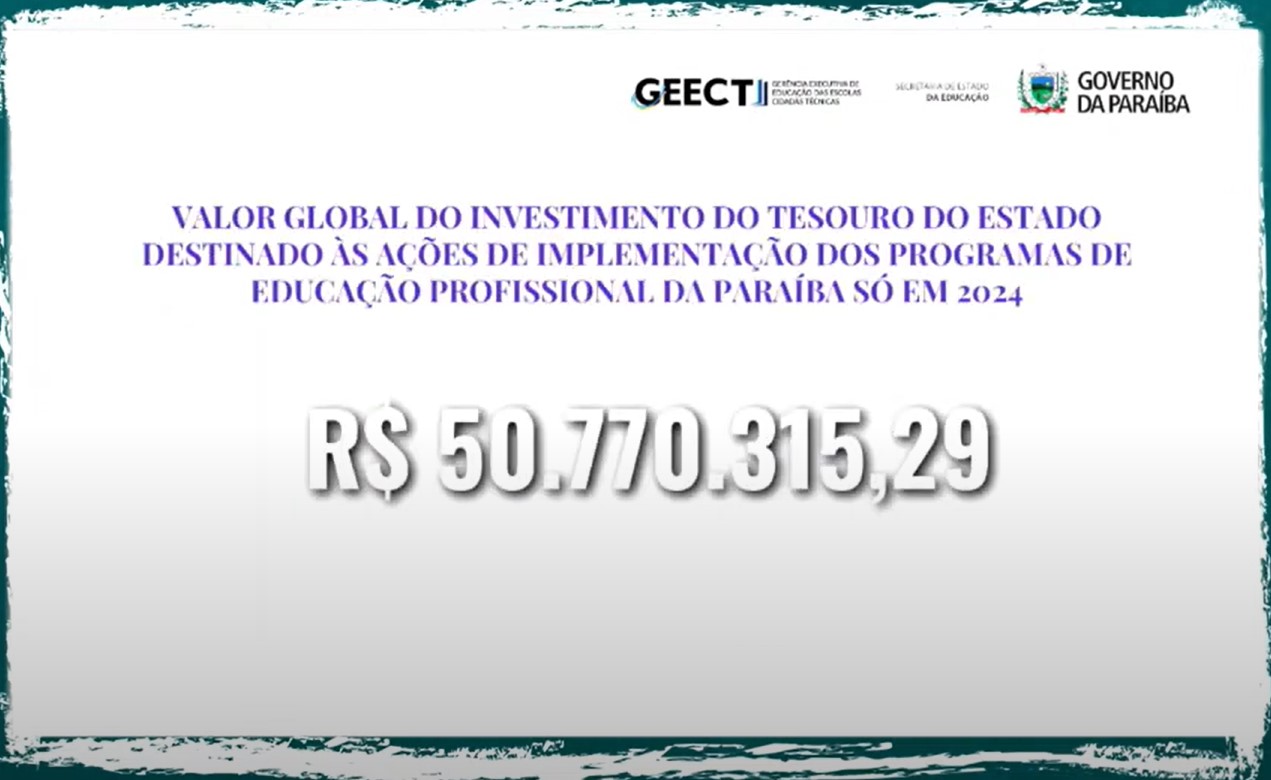 GEECT
GERÊNCIA EXECUTIVA DE
EDUCAÇÃO DAS ESCOLAS
CIDADÃS TÉCNICAS
SECRETARIA DE ESTADO
DA EDUCAÇÃO
GOVERNO
DA PARAÍBA
VALOR GLOBAL DO INVESTIMENTO DO TESOURO DO ESTADO
DESTINADO ÀS AÇÕES DE IMPLEMENTAÇÃO DOS PROGRAMAS DE
EDUCAÇÃO PROFISSIONAL DA PARAÍBA SÓ EM 2024
R$ 50.770.315,29